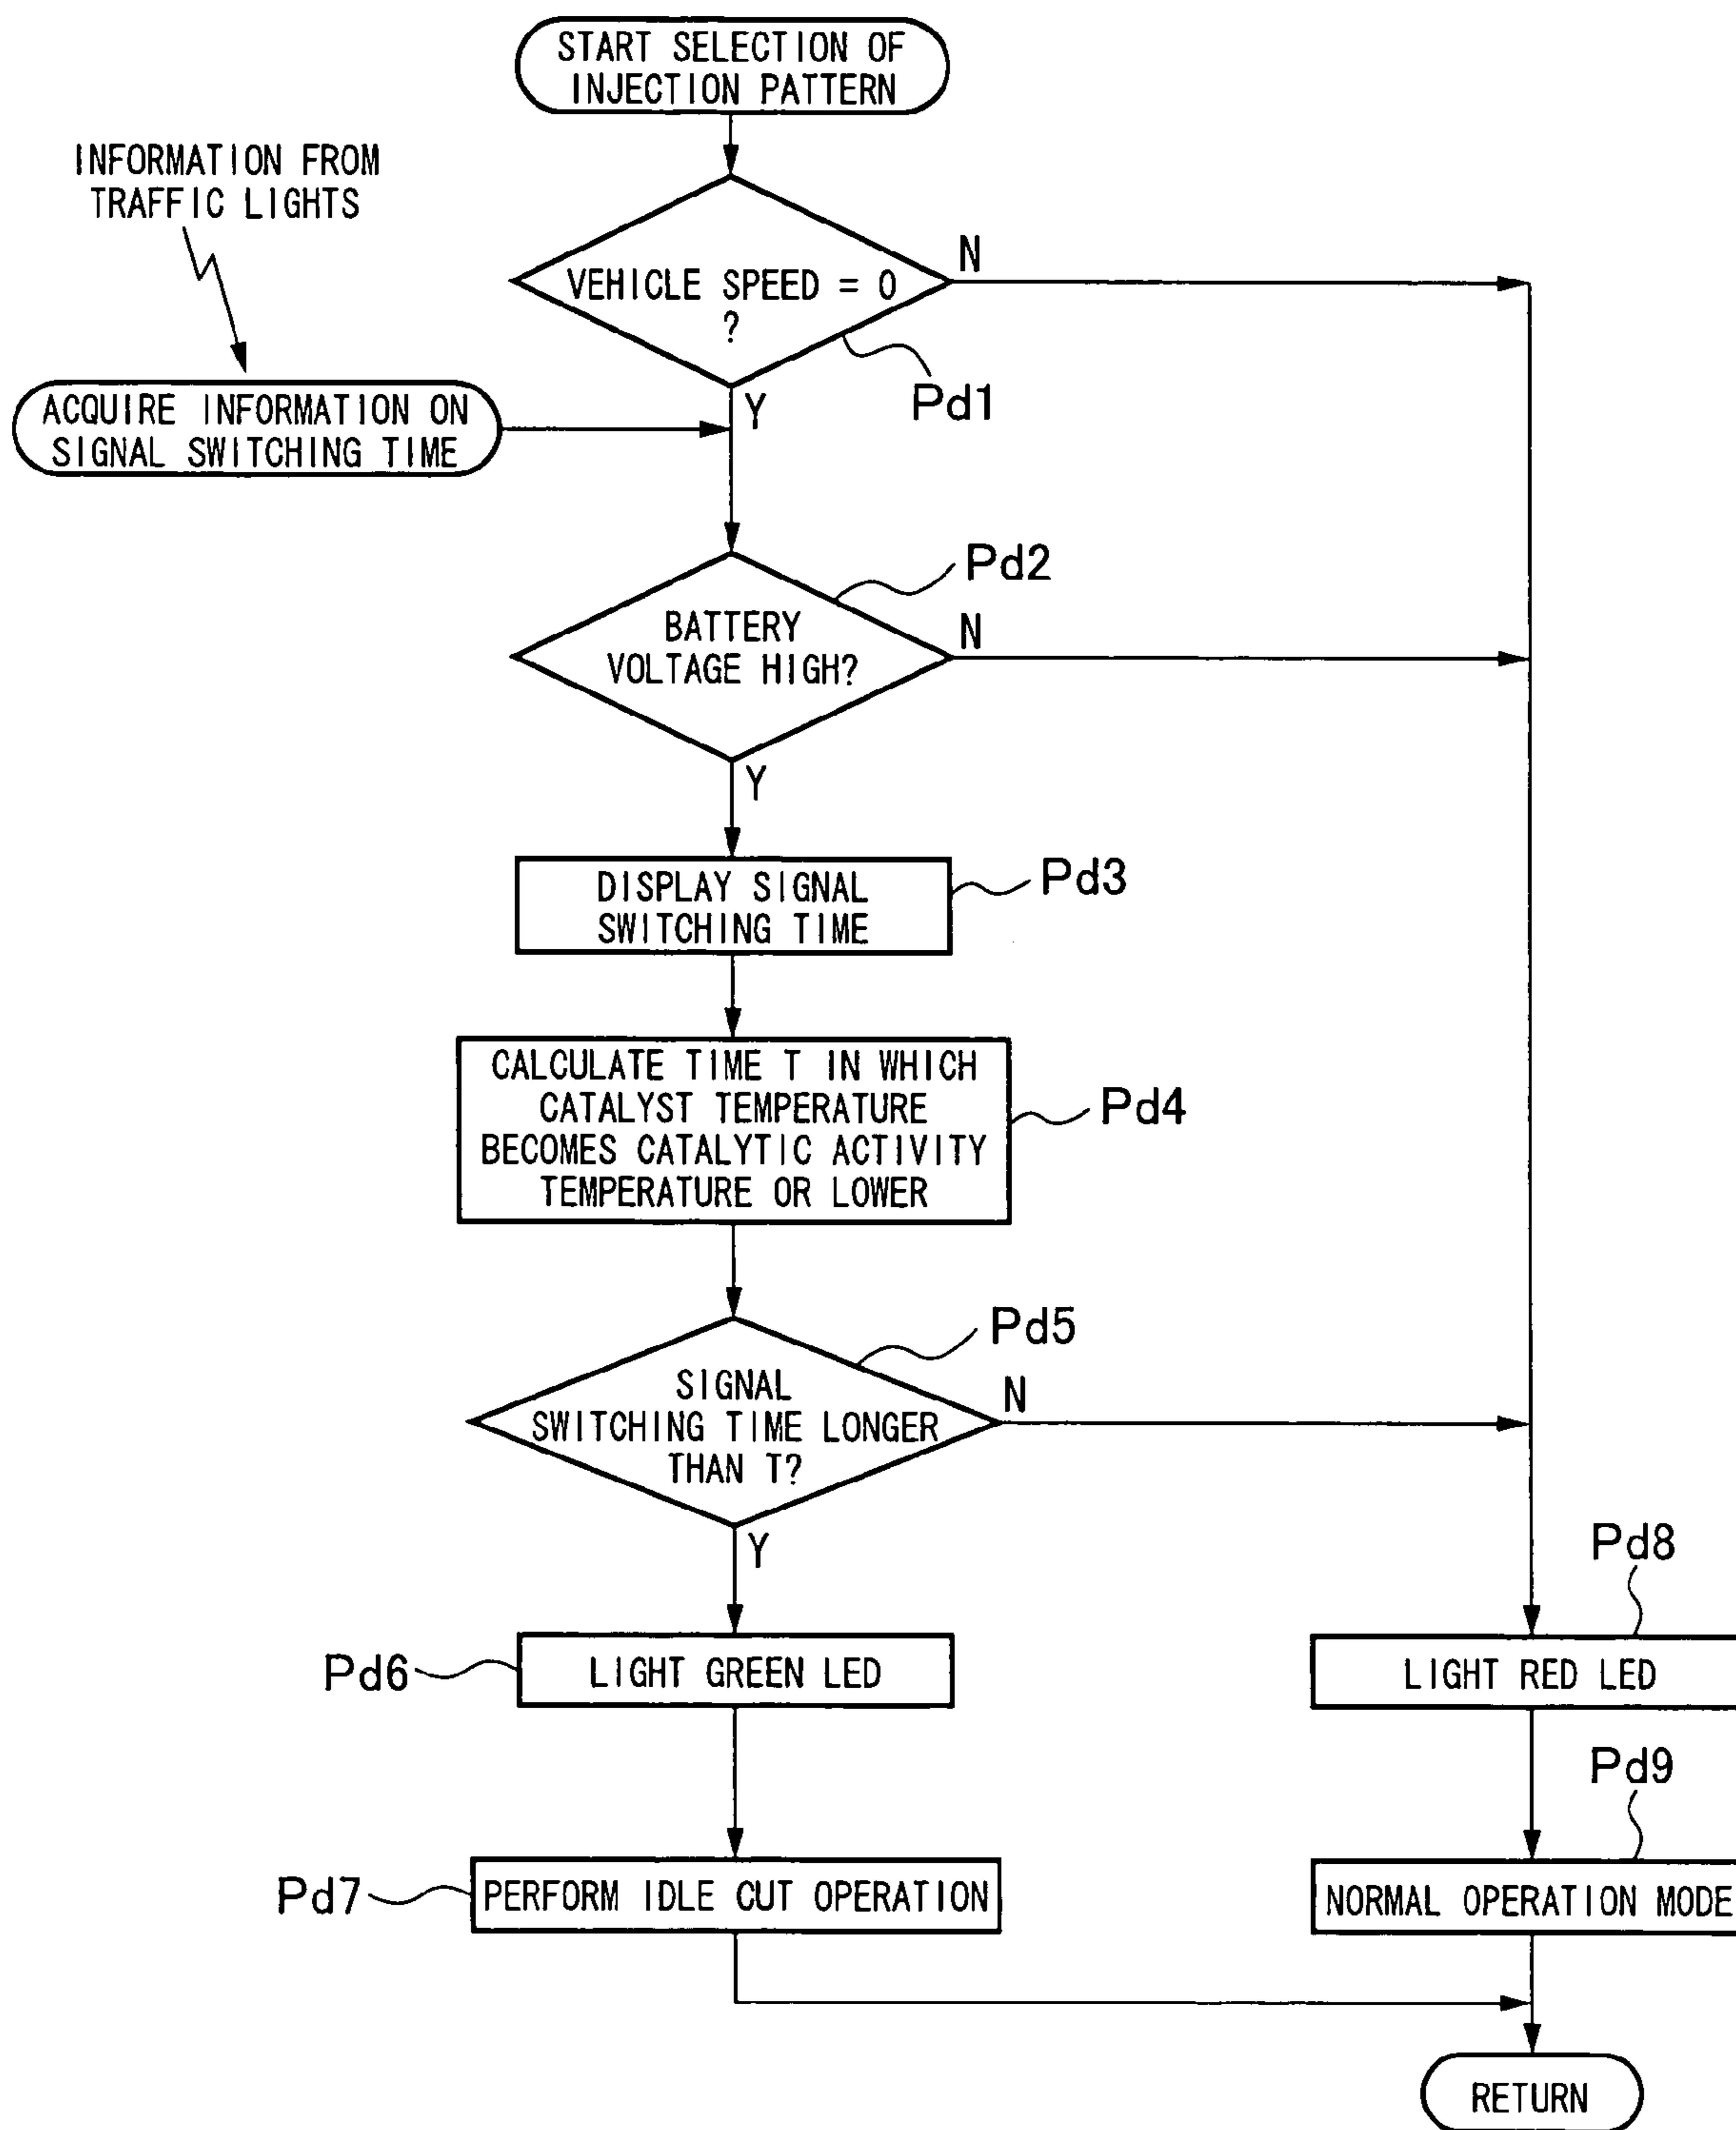 START SELECTION OF
INJECTION PATTERN
INFORMATION FROM
TRAFFIC LIGHTS
N
VEHICLE SPEED = 0
?
Pd1
Y
ACQUIRE INFORMATION ON
SIGNAL SWITCHING TIME
Pd2
BATTERY
VOLTAGE HIGH?
N
Y
DISPLAY SIGNAL
SWITCHING TIME
Pd3
CALCULATE TIME T IN WHICH
CATALYST TEMPERATURE
BECOMES CATALYTIC ACTIVITY
TEMPERATURE OR LOWER
Pd4
Pd5
SIGNAL
SWITCHING TIME LONGER
THAN T?
N
Y
Pd8
Pd6
LIGHT GREEN LED
LIGHT RED LED
Pd9
Pd7
PERFORM IDLE CUT OPERATION
NORMAL OPERATION MODE
RETURN